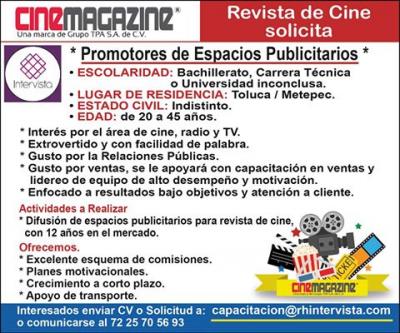 CINEMAGAZINE®
Una marca de Grupo TPA S.A. de C.V.
Revista de Cine
solicita
* Promotores de Espacios Publicitarios *
Intervista
• ESCOLARIDAD: Bachillerato, Carrera Técnica
o Universidad inconclusa.
• LUGAR DE RESIDENCIA: Toluca / Metepec.
• ESTADO CIVIL: Indistinto.
• EDAD: de 20 a 45 años.
* Interés por el área de cine, radio y TV.
* Extrovertido y con facilidad de palabra.
* Gusto por la Relaciones Públicas.
* Gusto por ventas, se le apoyará con capacitación en ventas y
lidereo de equipo de alto desempeño y motivación.
* Enfocado a resultados bajo objetivos y atención a cliente.
Actividades a Realizar
* Difusión de espacios publicitarios para revista de cine,
con 12 años en el mercado.
Ofrecemos.
* Excelente esquema de comisiones.
* Planes motivacionales.
* Crecimiento a corto plazo.
* Apoyo de transporte.
TICKET
CINEMAGAZINE®
Interesados enviar CV o Solicitud a: capacitacion@rhintervista.com
o comunicarse al 72 25 70 56 93